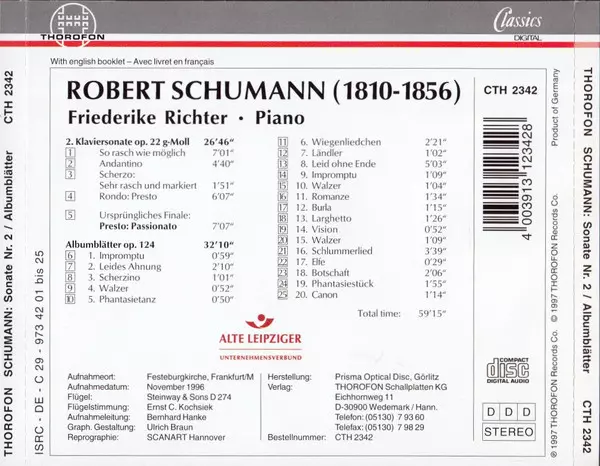 THOROFON
Classics
DIGITAL
With english booklet – Avec livret en français
ROBERT SCHUMANN (1810-1856)
Friederike Richter · Piano
2. Klaviersonate op. 22 g-Moll 26'46“
1 So rasch wie möglich 7'01“
2 Andantino 4'40“
3 Scherzo:
Sehr rasch und markiert 1'51“
4 Rondo: Presto 6'07“
5 Ursprüngliches Finale:
Presto: Passionato 7'07“
Albumblätter op. 124 32'10“
6 1. Impromptu 0'59“
7 2. Leides Ahnung 2'10“
8 3. Scherzino 1'01“
9 4. Walzer 0'52“
10 5. Phantasietanz 0'50“
11 6. Wiegenliedchen 2'21“
12 7. Ländler 1'02“
13 8. Leid ohne Ende 5'03“
14 9. Impromptu 1'09“
15 10. Walzer 0'04“
16 11. Romanze 1'34“
17 12. Burla 1'15“
18 13. Larghetto 1'26“
19 14. Vision 0'52“
20 15. Walzer 1'09“
21 16. Schlummerlied 3'39“
22 17. Elfe 0'29“
23 18. Botschaft 2'06“
24 19. Phantasiestück 1'55“
25 20. Canon 1'14“
Total time: 59'15“
ALTE LEIPZIGER
UNTERNEHMENSVERBUND
Aufnahmeort: Festeburgkirche, Frankfurt/M
Aufnahmedatum: November 1996
Flügel: Steinway & Sons D 274
Flügelstimmung: Ernst C. Kochsiek
Aufnahmeleitung: Bernhard Hanke
Graph. Gestaltung: Ulrich Braun
Reprographie: SCANART Hannover
Herstellung: Prisma Optical Disc, Görlitz
Verlag: THOROFON Schallplatten KG
Eichhornweg 11
D-30900 Wedemark / Hann.
Telefon: (05130) 7 93 60
Telefax: (05130) 7 98 29
Bestellnummer: CTH 2342
CTH 2342
4 003913 123428
Product of Germany
© 1997 THOROFON Records Co.
℗ 1997 THOROFON Records Co.
COMPACT
disc
DIGITAL AUDIO
D D D
STEREO
THOROFON SCHUMANN: Sonate Nr. 2 / Albumblätter CTH 2342
ISRC - DE - C 29 - 973 42 01 bis 25
THOROFON SCHUMANN: Sonate Nr. 2 / Albumblätter CTH 2342